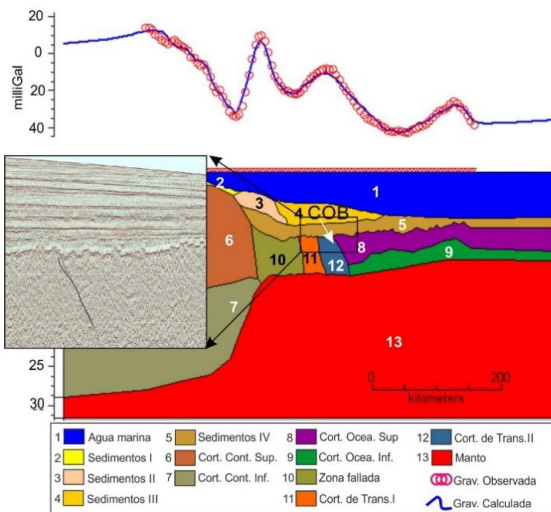 20
0
milliGal
20
40
1
2
3
4 COB
5
6
8
9
10
11
12
7
13
25
31
0 200
kilometers
1 Agua marina
2 Sedimentos I
3 Sedimentos II
4 Sedimentos III
5 Sedimentos IV
6 Cort. Cont. Sup.
7 Cort. Cont. Inf.
8 Cort. Ocea. Sup
9 Cort. Ocea. Inf.
10 Zona fallada
11 Cort. de Trans.I
12 Cort. de Trans.II
13 Manto
Grav. Observada
Grav. Calculada